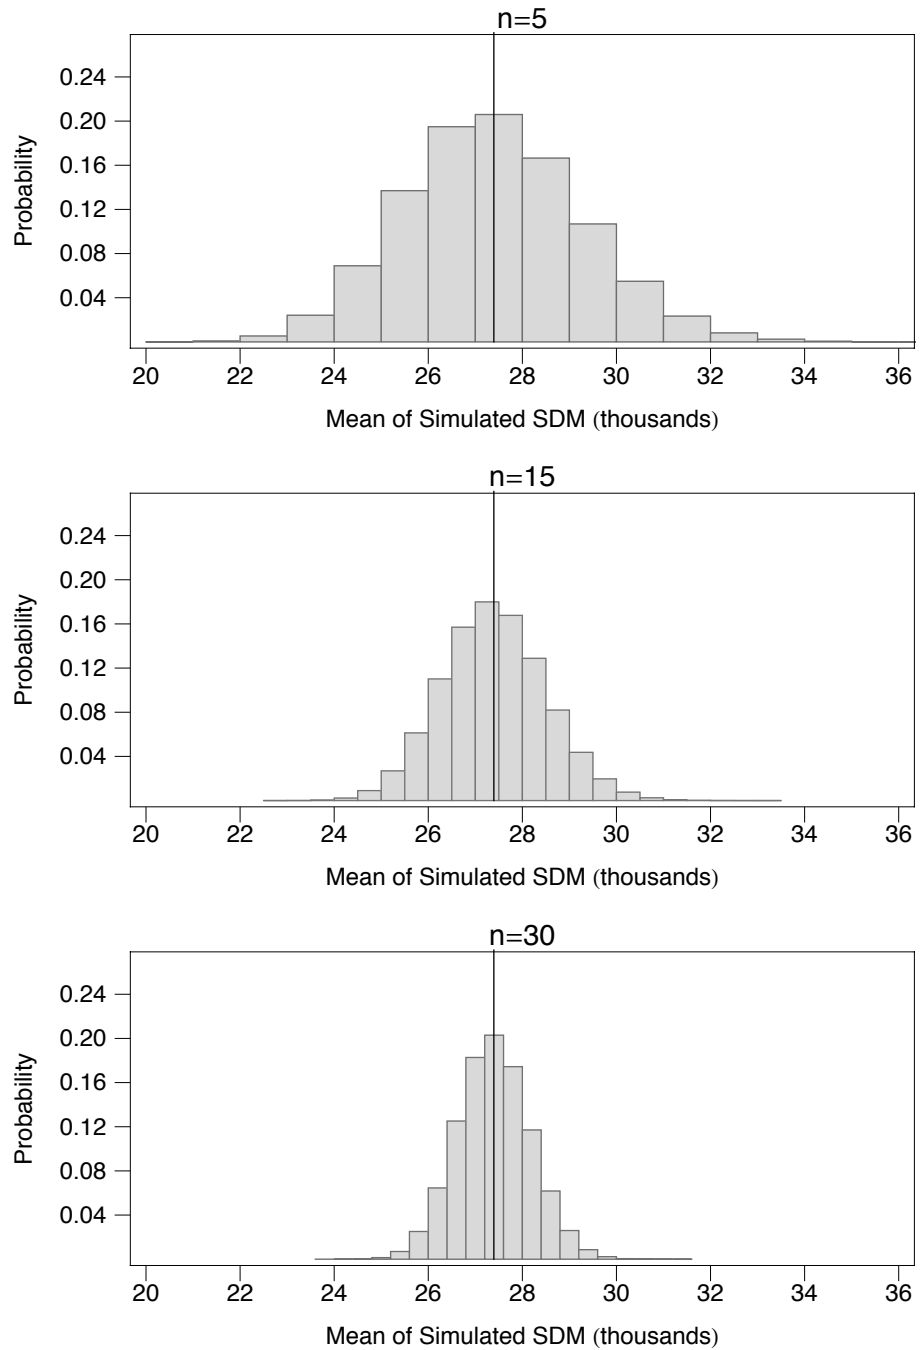 n=5
0.24
0.20
0.16
0.12
0.08
0.04
Probability
20 22 24 26 28 30 32 34 36
Mean of Simulated SDM (thousands)
n=15
0.24
0.20
0.16
0.12
0.08
0.04
Probability
20 22 24 26 28 30 32 34 36
Mean of Simulated SDM (thousands)
n=30
0.24
0.20
0.16
0.12
0.08
0.04
Probability
20 22 24 26 28 30 32 34 36
Mean of Simulated SDM (thousands)